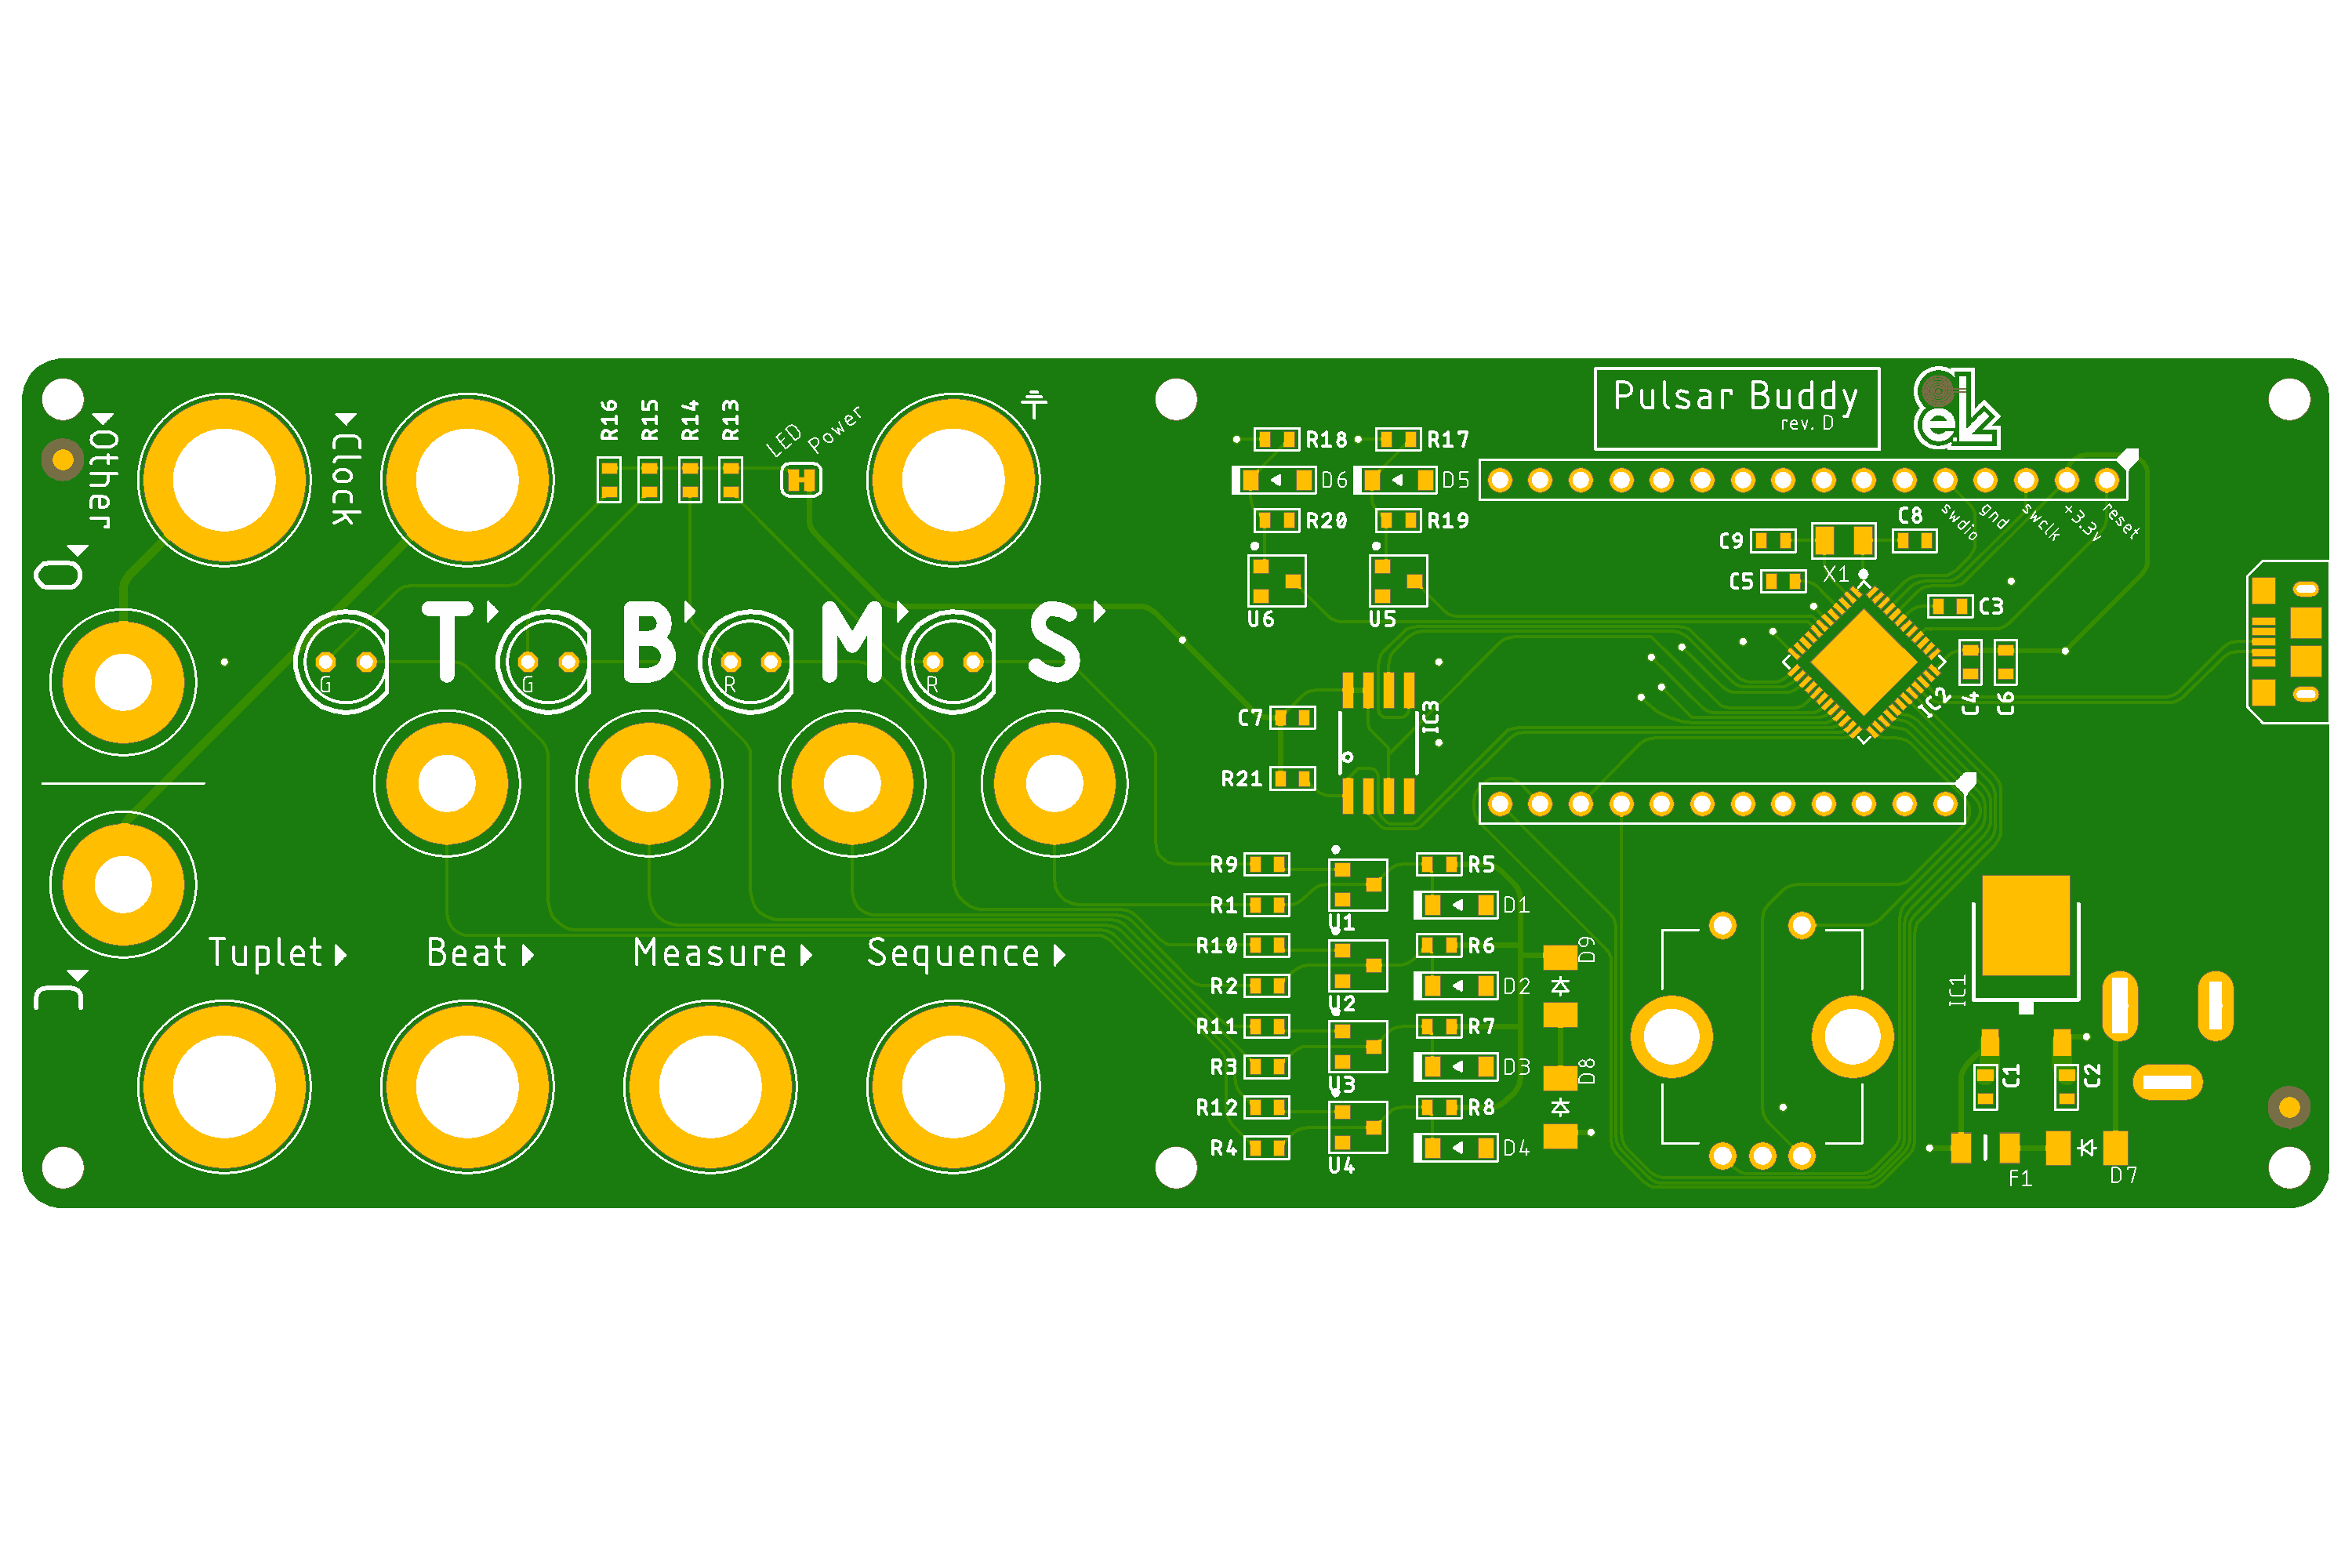 Pulsar Buddy
rev. D
el
Other
Clock
R16
R15
R14
R13
LED
Power
R18
R17
D6
D5
R20
R19
U6
U5
swdio
gnd
swclk
+3.3v
reset
C9
C8
X1
C5
C3
IC2
C4
C6
O
T
B
M
S
G
G
R
R
C7
IC3
R21
R9
R5
R1
D1
U1
R10
R6
R2
D2
U2
R11
R7
R3
D3
U3
R12
R8
R4
D4
U4
D9
D8
IC1
C1
C2
F1
D7
Tuplet
Beat
Measure
Sequence
C